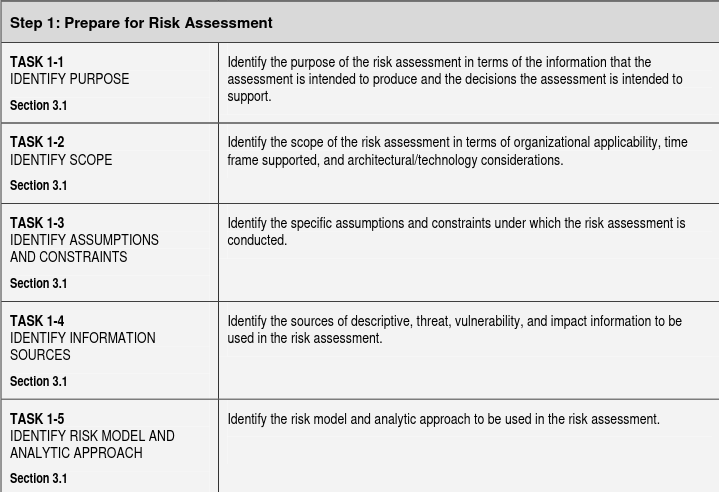 Step 1: Prepare for Risk Assessment
TASK 1-1
IDENTIFY PURPOSE
Section 3.1
Identify the purpose of the risk assessment in terms of the information that the
assessment is intended to produce and the decisions the assessment is intended to
support.
TASK 1-2
IDENTIFY SCOPE
Section 3.1
Identify the scope of the risk assessment in terms of organizational applicability, time
frame supported, and architectural/technology considerations.
TASK 1-3
IDENTIFY ASSUMPTIONS
AND CONSTRAINTS
Section 3.1
Identify the specific assumptions and constraints under which the risk assessment is
conducted.
TASK 1-4
IDENTIFY INFORMATION
SOURCES
Section 3.1
Identify the sources of descriptive, threat, vulnerability, and impact information to be
used in the risk assessment.
TASK 1-5
IDENTIFY RISK MODEL AND
ANALYTIC APPROACH
Section 3.1
Identify the risk model and analytic approach to be used in the risk assessment.